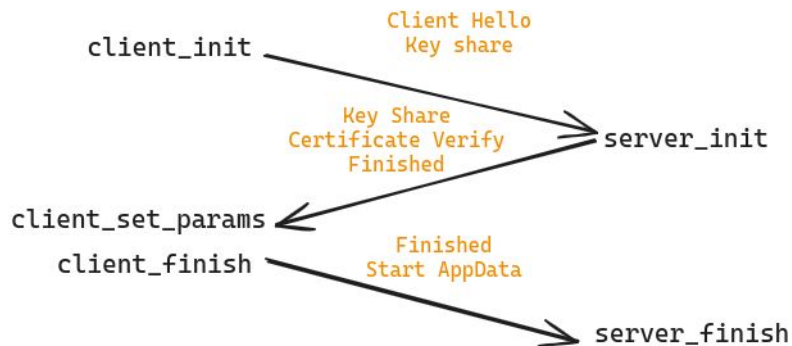 Client Hello
Key share
client_init
Key Share
Certificate Verify
Finished
server_init
client_set_params
client_finish
Finished
Start AppData
server_finish